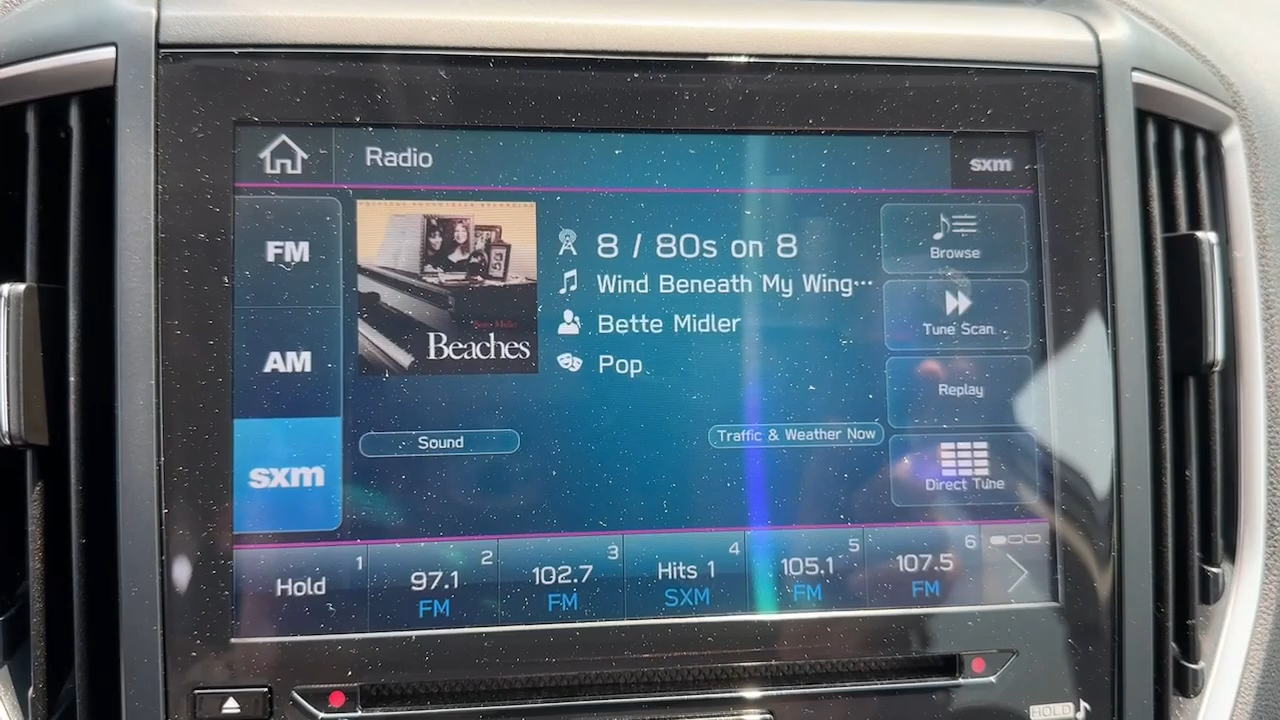 Radio
sxm
FM
AM
sxm
Bette Midler
Beaches
8 / 80s on 8
Wind Beneath My Wing…
Bette Midler
Pop
Sound
Traffic & Weather Now
Browse
Tune Scan
Replay
Direct Tune
1
Hold
2
97.1
FM
3
102.7
FM
4
Hits 1
SXM
5
105.1
FM
6
107.5
FM
HOLD